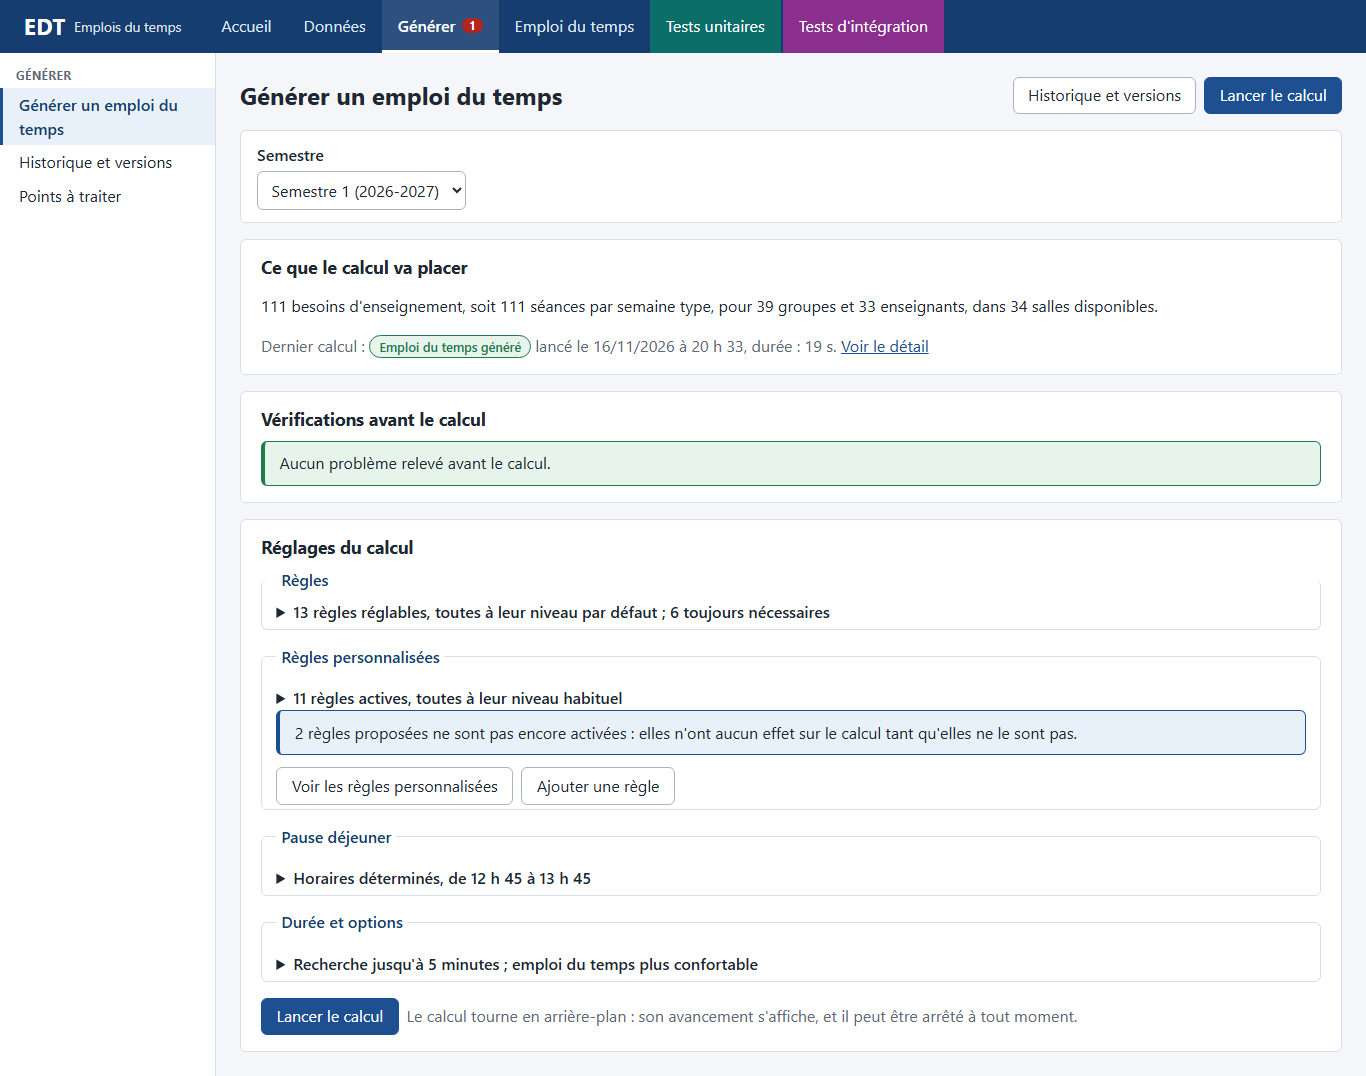 EDT Emplois du temps Accueil Données Générer 1 Emploi du temps Tests unitaires Tests d'intégration
GÉNÉRER
Générer un emploi du
temps
Historique et versions
Points à traiter
Générer un emploi du temps
Historique et versions
Lancer le calcul
Semestre
Semestre 1 (2026-2027)
Ce que le calcul va placer
111 besoins d'enseignement, soit 111 séances par semaine type, pour 39 groupes et 33 enseignants, dans 34 salles disponibles.
Dernier calcul : Emploi du temps généré lancé le 16/11/2026 à 20 h 33, durée : 19 s. Voir le détail
Vérifications avant le calcul
Aucun problème relevé avant le calcul.
Réglages du calcul
Règles
13 règles réglables, toutes à leur niveau par défaut ; 6 toujours nécessaires
Règles personnalisées
11 règles actives, toutes à leur niveau habituel
2 règles proposées ne sont pas encore activées : elles n'ont aucun effet sur le calcul tant qu'elles ne le sont pas.
Voir les règles personnalisées
Ajouter une règle
Pause déjeuner
Horaires déterminés, de 12 h 45 à 13 h 45
Durée et options
Recherche jusqu'à 5 minutes ; emploi du temps plus confortable
Lancer le calcul Le calcul tourne en arrière-plan : son avancement s'affiche, et il peut être arrêté à tout moment.